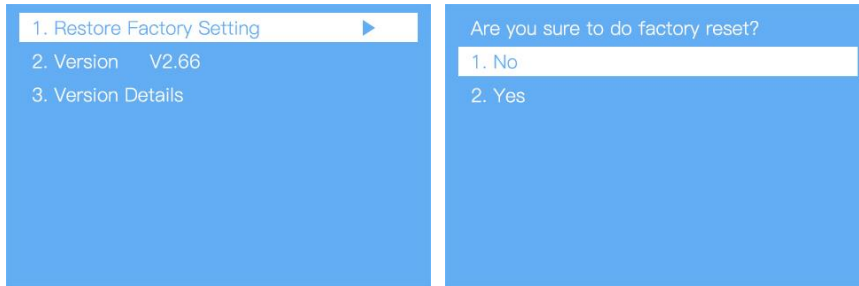 1. Restore Factory Setting
2. Version V2.66
3. Version Details
Are you sure to do factory reset?
1. No
2. Yes